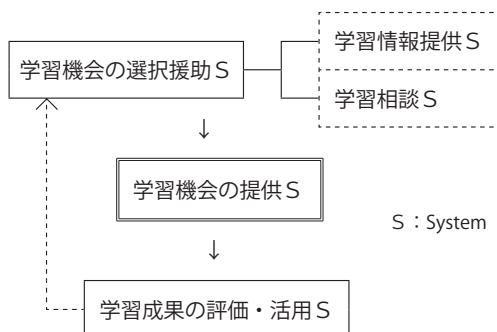 学習情報提供Ｓ
学習機会の選択援助Ｓ
学習相談Ｓ
↓
学習機会の提供Ｓ
Ｓ：System
↓
学習成果の評価・活用Ｓ